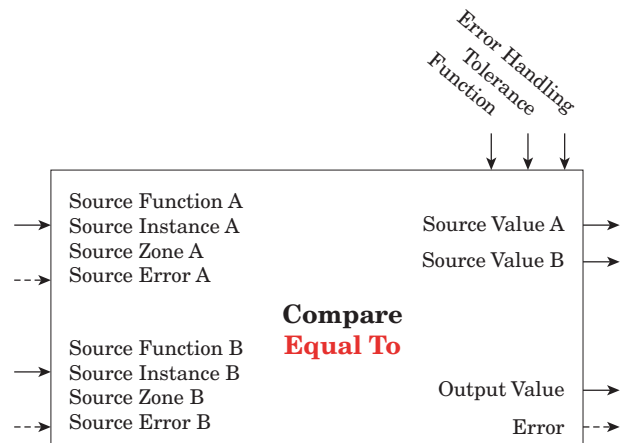 Error Handling
Tolerance
Function
Source Function A
Source Instance A
Source Zone A
Source Error A
Source Value A
Source Value B
Compare
Equal To
Source Function B
Source Instance B
Source Zone B
Source Error B
Output Value
Error